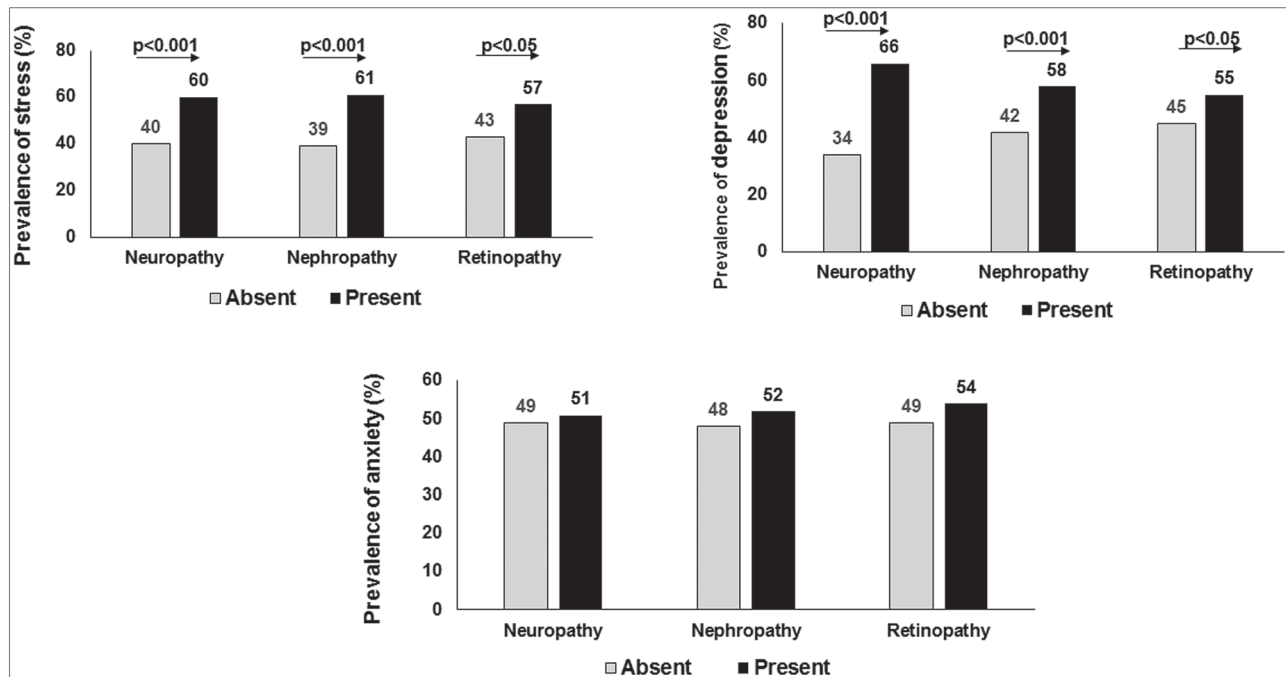 Prevalence of stress (%)
80
60
40
20
0
p<0.001
p<0.001
p<0.05
40
60
39
61
43
57
Neuropathy
Nephropathy
Retinopathy
Absent
Present
Prevalence of depression (%)
80
60
40
20
0
p<0.001
p<0.001
p<0.05
34
66
42
58
45
55
Neuropathy
Nephropathy
Retinopathy
Absent
Present
Prevalence of anxiety (%)
60
50
40
30
20
10
0
49
51
48
52
49
54
Neuropathy
Nephropathy
Retinopathy
Absent
Present